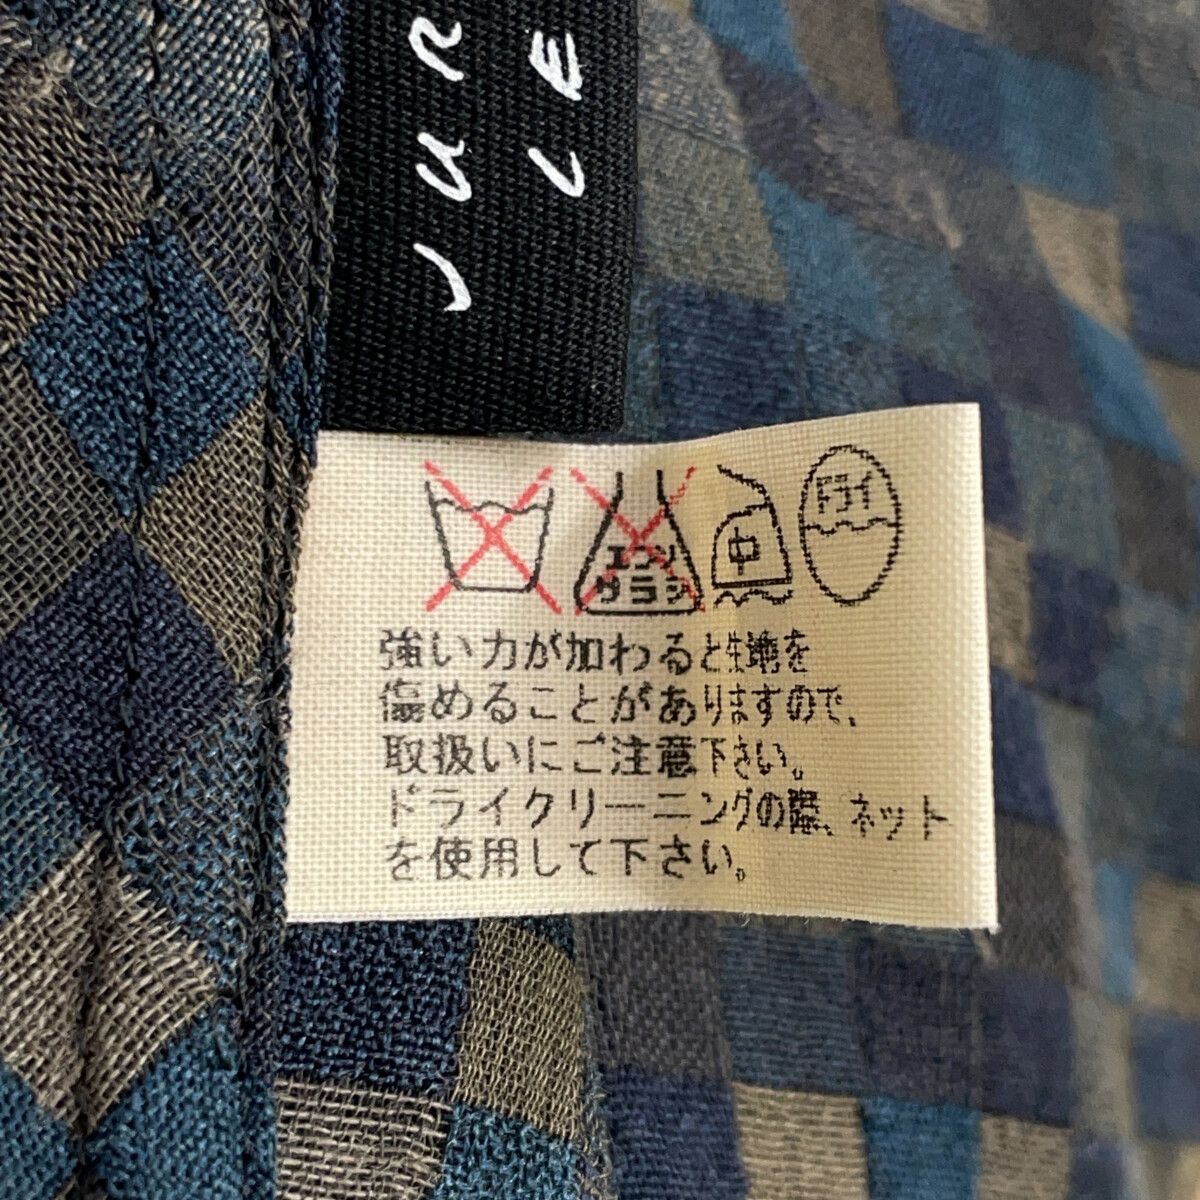 JUR
LE
エンソ
サラシ
中
ドライ
強い力が加わると生地を
傷めることがありますので、
取扱いにご注意下さい。
ドライクリーニングの際、ネット
を使用して下さい。